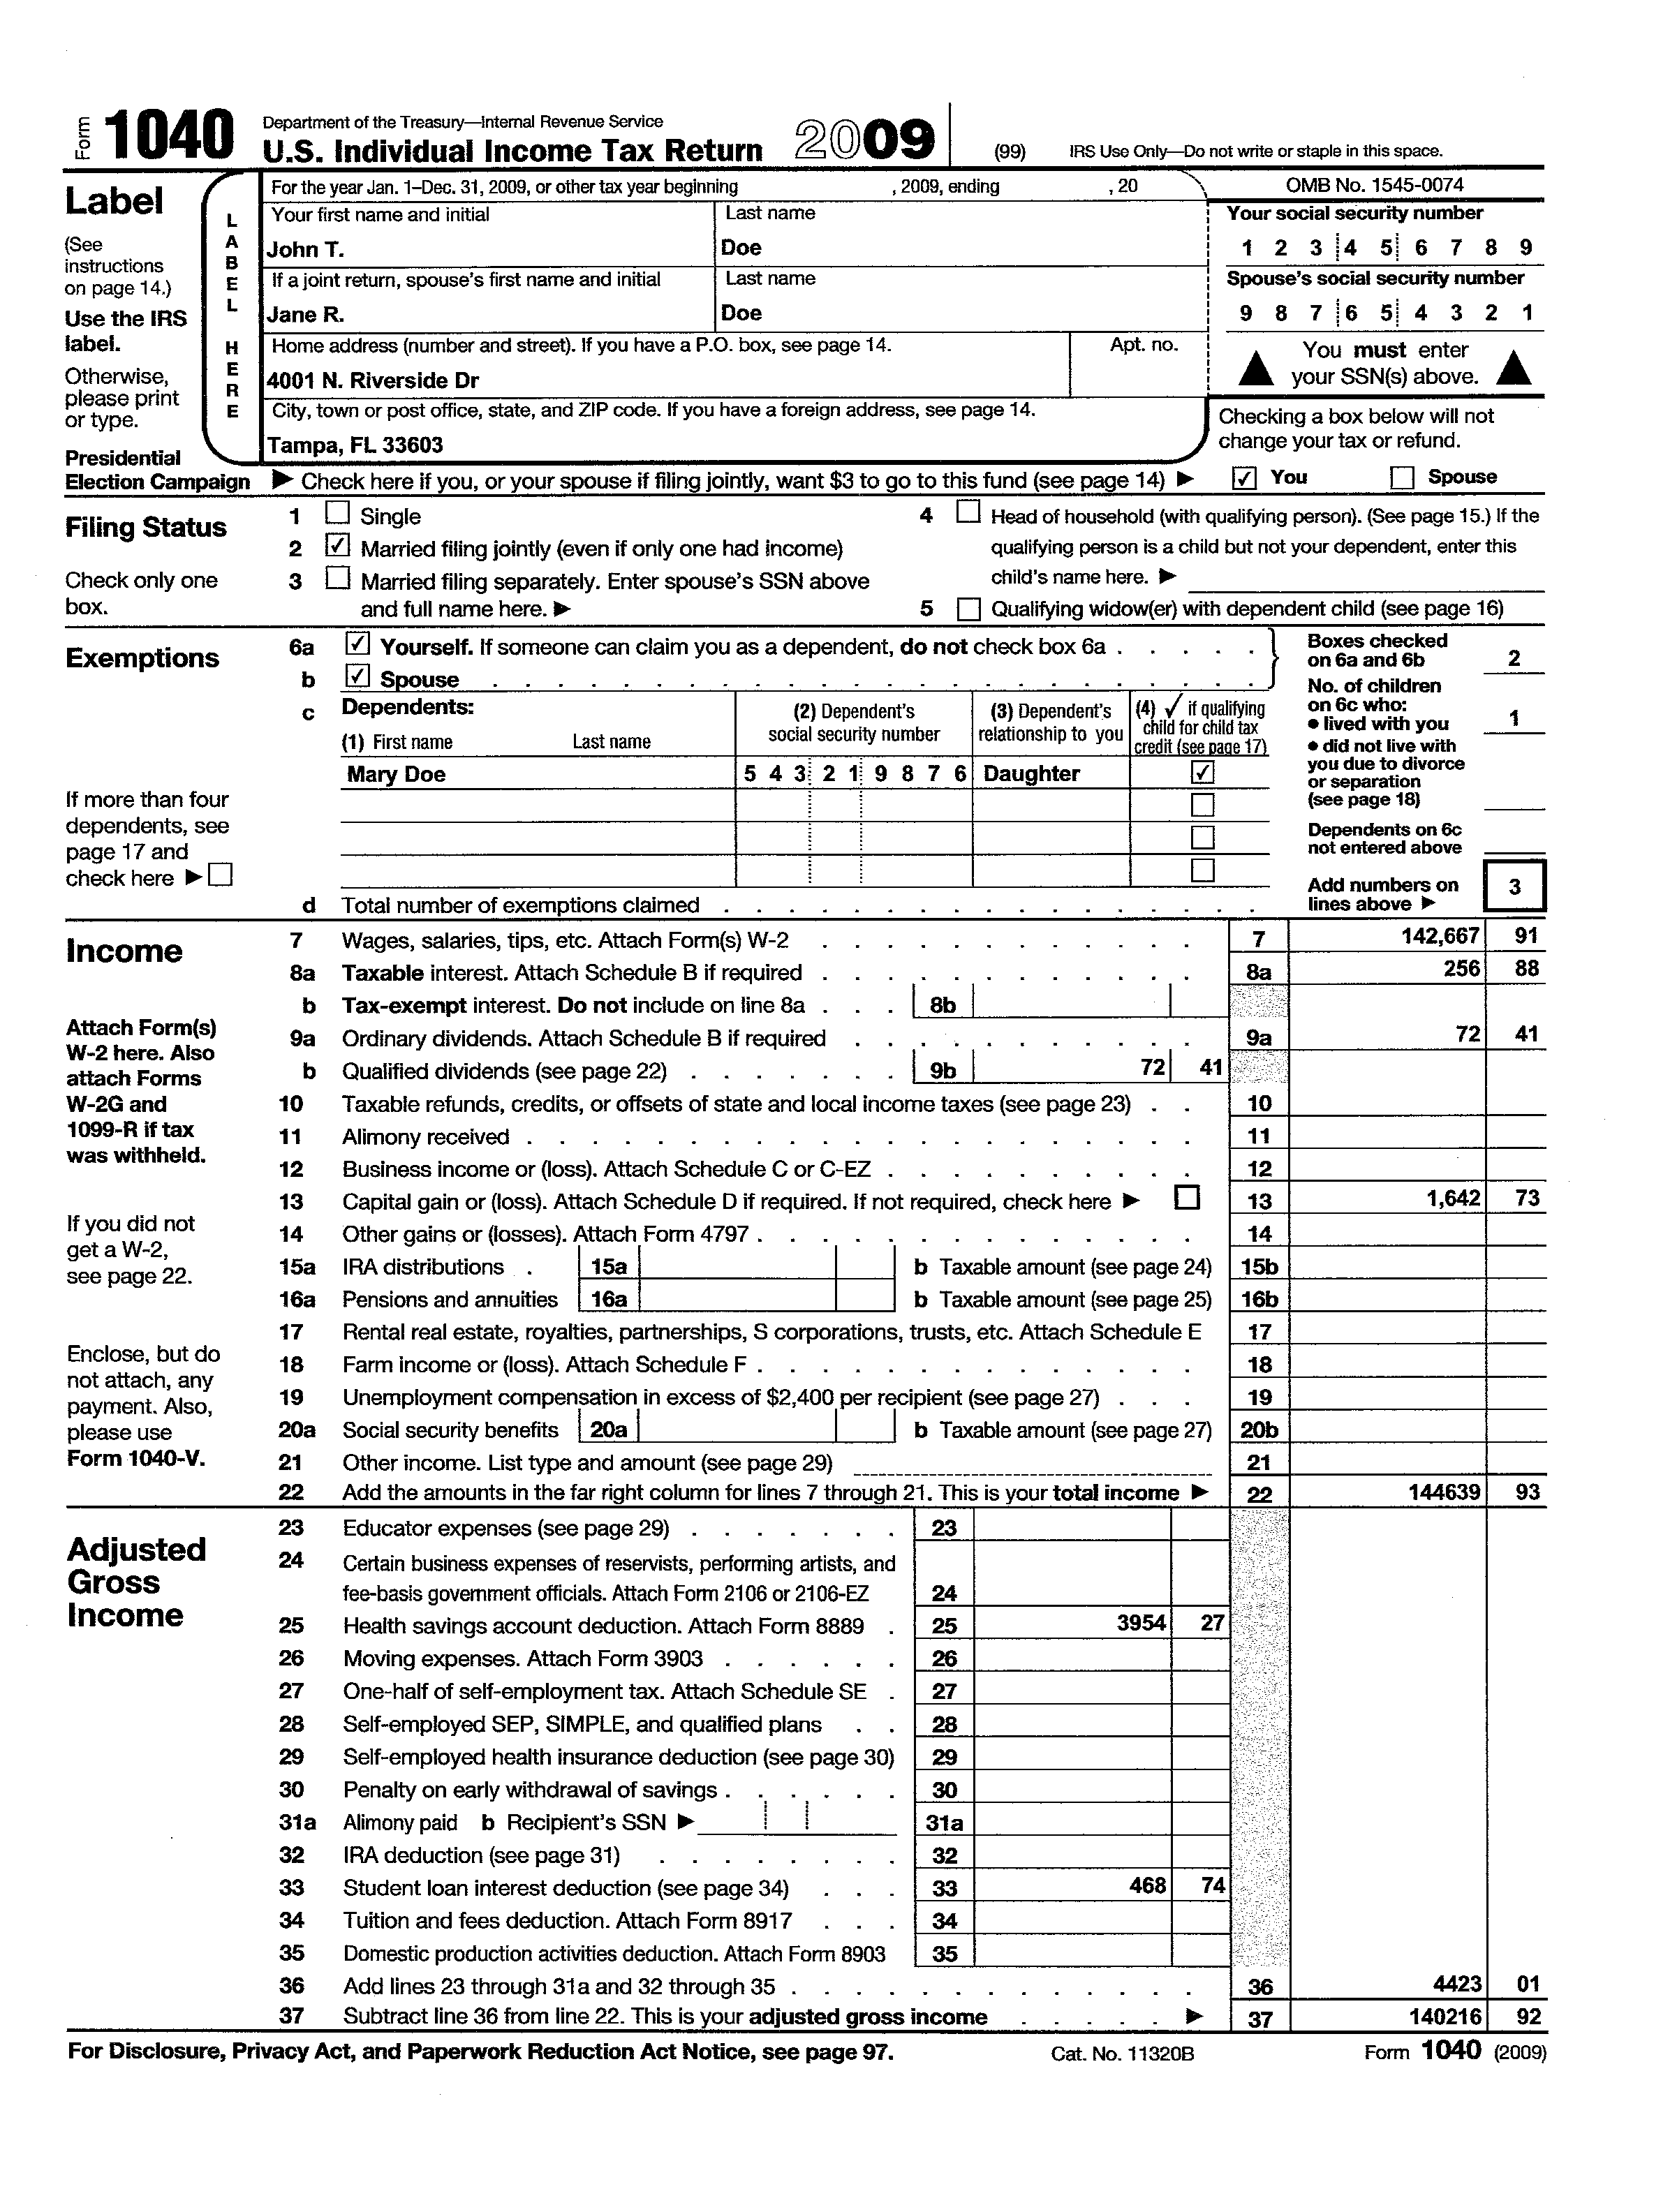 Form 1040 Department of the Treasury—Internal Revenue Service
U.S. Individual Income Tax Return 2009 (99) IRS Use Only—Do not write or staple in this space.
Label
(See instructions on page 14.)
Use the IRS label.
Otherwise, please print or type.
LABEL HERE
For the year Jan. 1–Dec. 31, 2009, or other tax year beginning , 2009, ending , 20 OMB No. 1545-0074
Your first name and initial Last name Your social security number
John T. Doe 1 2 3 4 5 6 7 8 9
If a joint return, spouse's first name and initial Last name Spouse's social security number
Jane R. Doe 9 8 7 6 5 4 3 2 1
Home address (number and street). If you have a P.O. box, see page 14. Apt. no. ▲ You must enter your SSN(s) above. ▲
4001 N. Riverside Dr
City, town or post office, state, and ZIP code. If you have a foreign address, see page 14. Checking a box below will not change your tax or refund.
Tampa, FL 33603
Presidential Election Campaign ▶ Check here if you, or your spouse if filing jointly, want $3 to go to this fund (see page 14) ▶ ☑ You ☐ Spouse
Filing Status
Check only one box.
1 ☐ Single
2 ☑ Married filing jointly (even if only one had income)
3 ☐ Married filing separately. Enter spouse's SSN above and full name here. ▶
4 ☐ Head of household (with qualifying person). (See page 15.) If the qualifying person is a child but not your dependent, enter this child's name here. ▶
5 ☐ Qualifying widow(er) with dependent child (see page 16)
Exemptions
6a ☑ Yourself. If someone can claim you as a dependent, do not check box 6a . . . . .
b ☑ Spouse
Boxes checked on 6a and 6b 2
c Dependents:
(1) First name Last name (2) Dependent's social security number (3) Dependent's relationship to you (4) ✓ if qualifying child for child tax credit (see page 17)
Mary Doe 5 4 3 2 1 9 8 7 6 Daughter ☑
☐
☐
☐
No. of children on 6c who:
• lived with you 1
• did not live with you due to divorce or separation (see page 18)
Dependents on 6c not entered above
Add numbers on lines above ▶ 3
If more than four dependents, see page 17 and check here ▶ ☐
d Total number of exemptions claimed
Income
Attach Form(s) W-2 here. Also attach Forms W-2G and 1099-R if tax was withheld.
If you did not get a W-2, see page 22.
Enclose, but do not attach, any payment. Also, please use Form 1040-V.
7 Wages, salaries, tips, etc. Attach Form(s) W-2 7 142,667 91
8a Taxable interest. Attach Schedule B if required 8a 256 88
b Tax-exempt interest. Do not include on line 8a . . . 8b
9a Ordinary dividends. Attach Schedule B if required 9a 72 41
b Qualified dividends (see page 22) 9b 72 41
10 Taxable refunds, credits, or offsets of state and local income taxes (see page 23) . . 10
11 Alimony received 11
12 Business income or (loss). Attach Schedule C or C-EZ 12
13 Capital gain or (loss). Attach Schedule D if required. If not required, check here ▶ ☐ 13 1,642 73
14 Other gains or (losses). Attach Form 4797 14
15a IRA distributions . 15a b Taxable amount (see page 24) 15b
16a Pensions and annuities 16a b Taxable amount (see page 25) 16b
17 Rental real estate, royalties, partnerships, S corporations, trusts, etc. Attach Schedule E 17
18 Farm income or (loss). Attach Schedule F 18
19 Unemployment compensation in excess of $2,400 per recipient (see page 27) . . . 19
20a Social security benefits 20a b Taxable amount (see page 27) 20b
21 Other income. List type and amount (see page 29) 21
22 Add the amounts in the far right column for lines 7 through 21. This is your total income ▶ 22 144639 93
Adjusted Gross Income
23 Educator expenses (see page 29) 23
24 Certain business expenses of reservists, performing artists, and fee-basis government officials. Attach Form 2106 or 2106-EZ 24
25 Health savings account deduction. Attach Form 8889 . 25 3954 27
26 Moving expenses. Attach Form 3903 26
27 One-half of self-employment tax. Attach Schedule SE . 27
28 Self-employed SEP, SIMPLE, and qualified plans . . 28
29 Self-employed health insurance deduction (see page 30) 29
30 Penalty on early withdrawal of savings 30
31a Alimony paid b Recipient's SSN ▶ 31a
32 IRA deduction (see page 31) 32
33 Student loan interest deduction (see page 34) . . . 33 468 74
34 Tuition and fees deduction. Attach Form 8917 . . . 34
35 Domestic production activities deduction. Attach Form 8903 35
36 Add lines 23 through 31a and 32 through 35 36 4423 01
37 Subtract line 36 from line 22. This is your adjusted gross income ▶ 37 140216 92
For Disclosure, Privacy Act, and Paperwork Reduction Act Notice, see page 97. Cat. No. 11320B Form 1040 (2009)